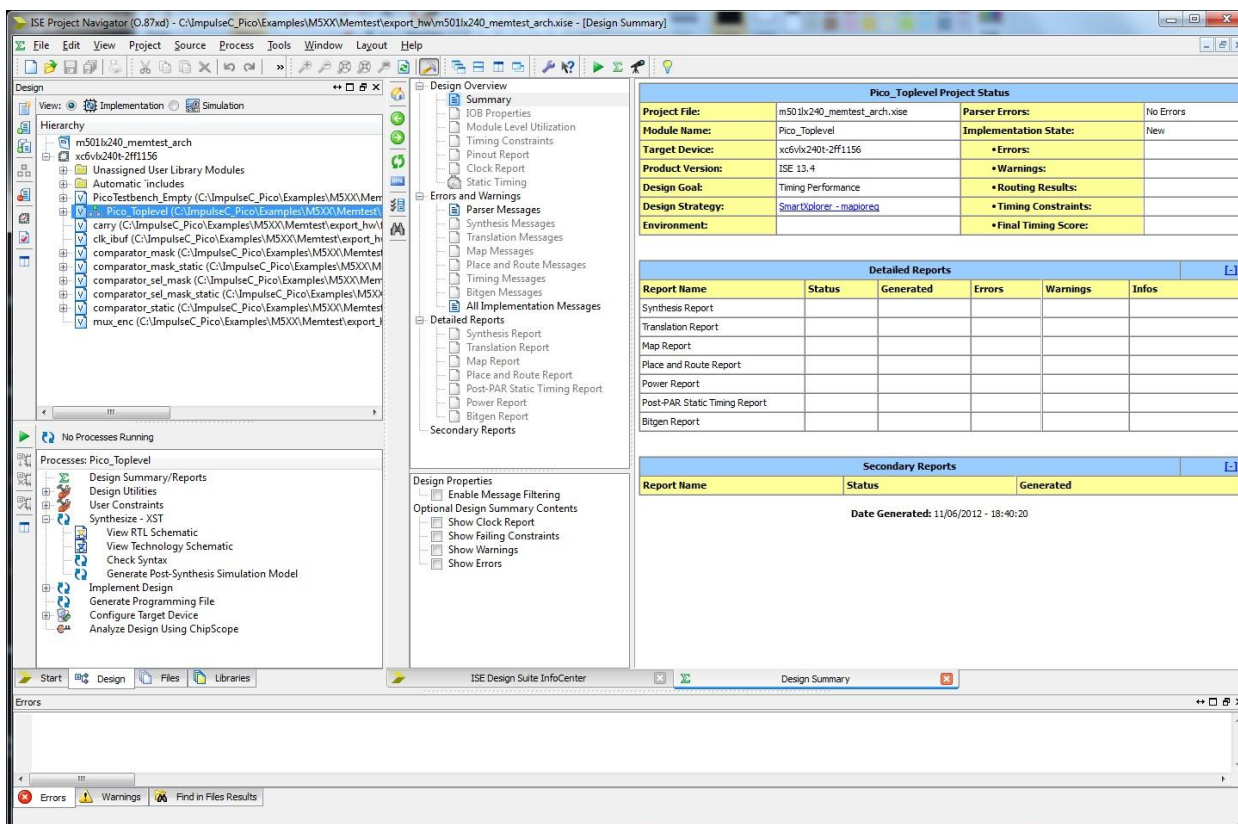 ISE Project Navigator (O.87xd) - C:\ImpulseC_Pico\Examples\M5XX\Memtest\export_hw\m501lx240_memtest_arch.xise - [Design Summary]
File Edit View Project Source Process Tools Window Layout Help
Design
View: Implementation Simulation
Hierarchy
m501lx240_memtest_arch
xc6vlx240t-2ff1156
Unassigned User Library Modules
Automatic `includes
PicoTestbench_Empty (C:\ImpulseC_Pico\Examples\M5XX\Mem
Pico_Toplevel (C:\ImpulseC_Pico\Examples\M5XX\Memtest\
carry (C:\ImpulseC_Pico\Examples\M5XX\Memtest\export_hw\
clk_ibuf (C:\ImpulseC_Pico\Examples\M5XX\Memtest\export_h
comparator_mask (C:\ImpulseC_Pico\Examples\M5XX\Memtest
comparator_mask_static (C:\ImpulseC_Pico\Examples\M5XX\M
comparator_sel_mask (C:\ImpulseC_Pico\Examples\M5XX\Mem
comparator_sel_mask_static (C:\ImpulseC_Pico\Examples\M5XX
comparator_static (C:\ImpulseC_Pico\Examples\M5XX\Memtest
mux_enc (C:\ImpulseC_Pico\Examples\M5XX\Memtest\export_
No Processes Running
Processes: Pico_Toplevel
Design Summary/Reports
Design Utilities
User Constraints
Synthesize - XST
View RTL Schematic
View Technology Schematic
Check Syntax
Generate Post-Synthesis Simulation Model
Implement Design
Generate Programming File
Configure Target Device
Analyze Design Using ChipScope
Start Design Files Libraries
Design Overview
Summary
IOB Properties
Module Level Utilization
Timing Constraints
Pinout Report
Clock Report
Static Timing
Errors and Warnings
Parser Messages
Synthesis Messages
Translation Messages
Map Messages
Place and Route Messages
Timing Messages
Bitgen Messages
All Implementation Messages
Detailed Reports
Synthesis Report
Translation Report
Map Report
Place and Route Report
Post-PAR Static Timing Report
Power Report
Bitgen Report
Secondary Reports
Design Properties
Enable Message Filtering
Optional Design Summary Contents
Show Clock Report
Show Failing Constraints
Show Warnings
Show Errors
Pico_Toplevel Project Status
Project File: m501lx240_memtest_arch.xise Parser Errors: No Errors
Module Name: Pico_Toplevel Implementation State: New
Target Device: xc6vlx240t-2ff1156 •Errors:
Product Version: ISE 13.4 •Warnings:
Design Goal: Timing Performance •Routing Results:
Design Strategy: SmartXplorer - mapioreg •Timing Constraints:
Environment: •Final Timing Score:
Detailed Reports [-]
Report Name Status Generated Errors Warnings Infos
Synthesis Report
Translation Report
Map Report
Place and Route Report
Power Report
Post-PAR Static Timing Report
Bitgen Report
Secondary Reports [-]
Report Name Status Generated
Date Generated: 11/06/2012 - 18:40:20
ISE Design Suite InfoCenter Design Summary
Errors
Errors Warnings Find in Files Results